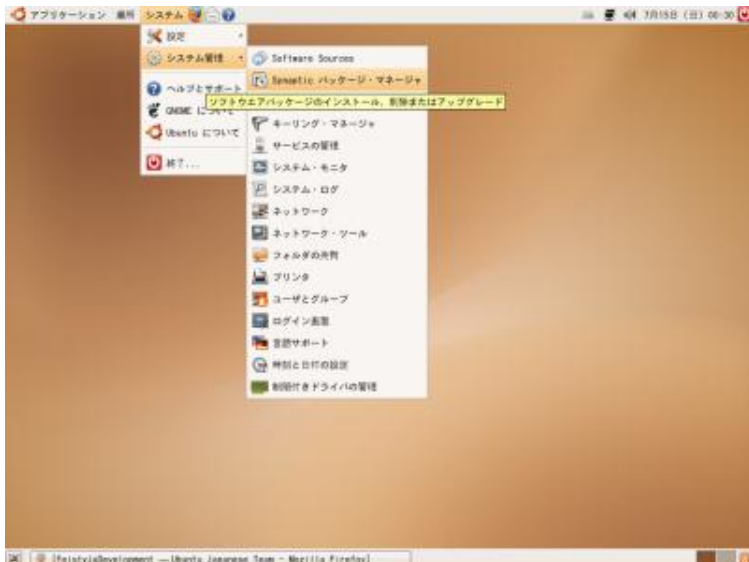 アプリケーション 場所 システム 7月15日 (日) 00:30
設定
システム管理
ヘルプとサポート
GNOME について
Ubuntu について
終了...
Software Sources
Synaptic パッケージ・マネージャ
ソフトウエアパッケージのインストール, 削除またはアップグレード
キーリング・マネージャ
サービスの管理
システム・モニタ
システム・ログ
ネットワーク
ネットワーク・ツール
フォルダの共有
プリンタ
ユーザとグループ
ログイン画面
言語サポート
時刻と日付の設定
制限付きドライバの管理
Development — Ubuntu Japanese Team - Mozilla Firefox]